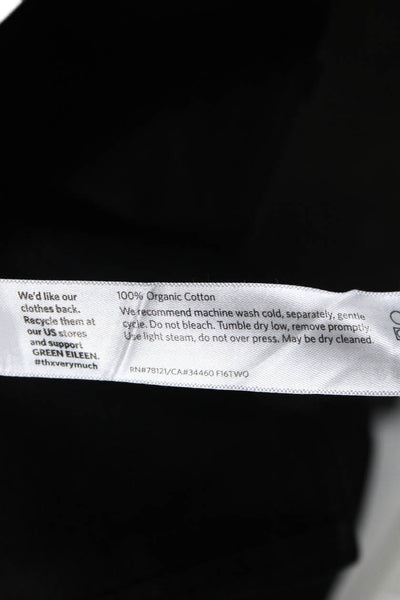 We'd like our
clothes back.
Recycle them at
our US stores
and support
GREEN EILEEN.
#thxverymuch
100% Organic Cotton
We recommend machine wash cold, separately, gentle
cycle. Do not bleach. Tumble dry low, remove promptly.
Use light steam, do not over press. May be dry cleaned.
RN#78121/CA#34460 F16TWO